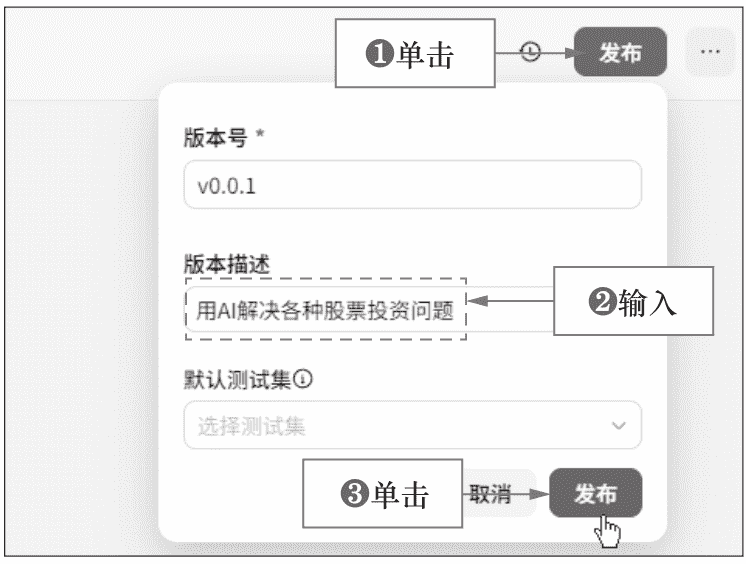 ❶单击
发布
...
版本号 *
v0.0.1
版本描述
用AI解决各种股票投资问题
❷输入
默认测试集
选择测试集
❸单击
取消
发布